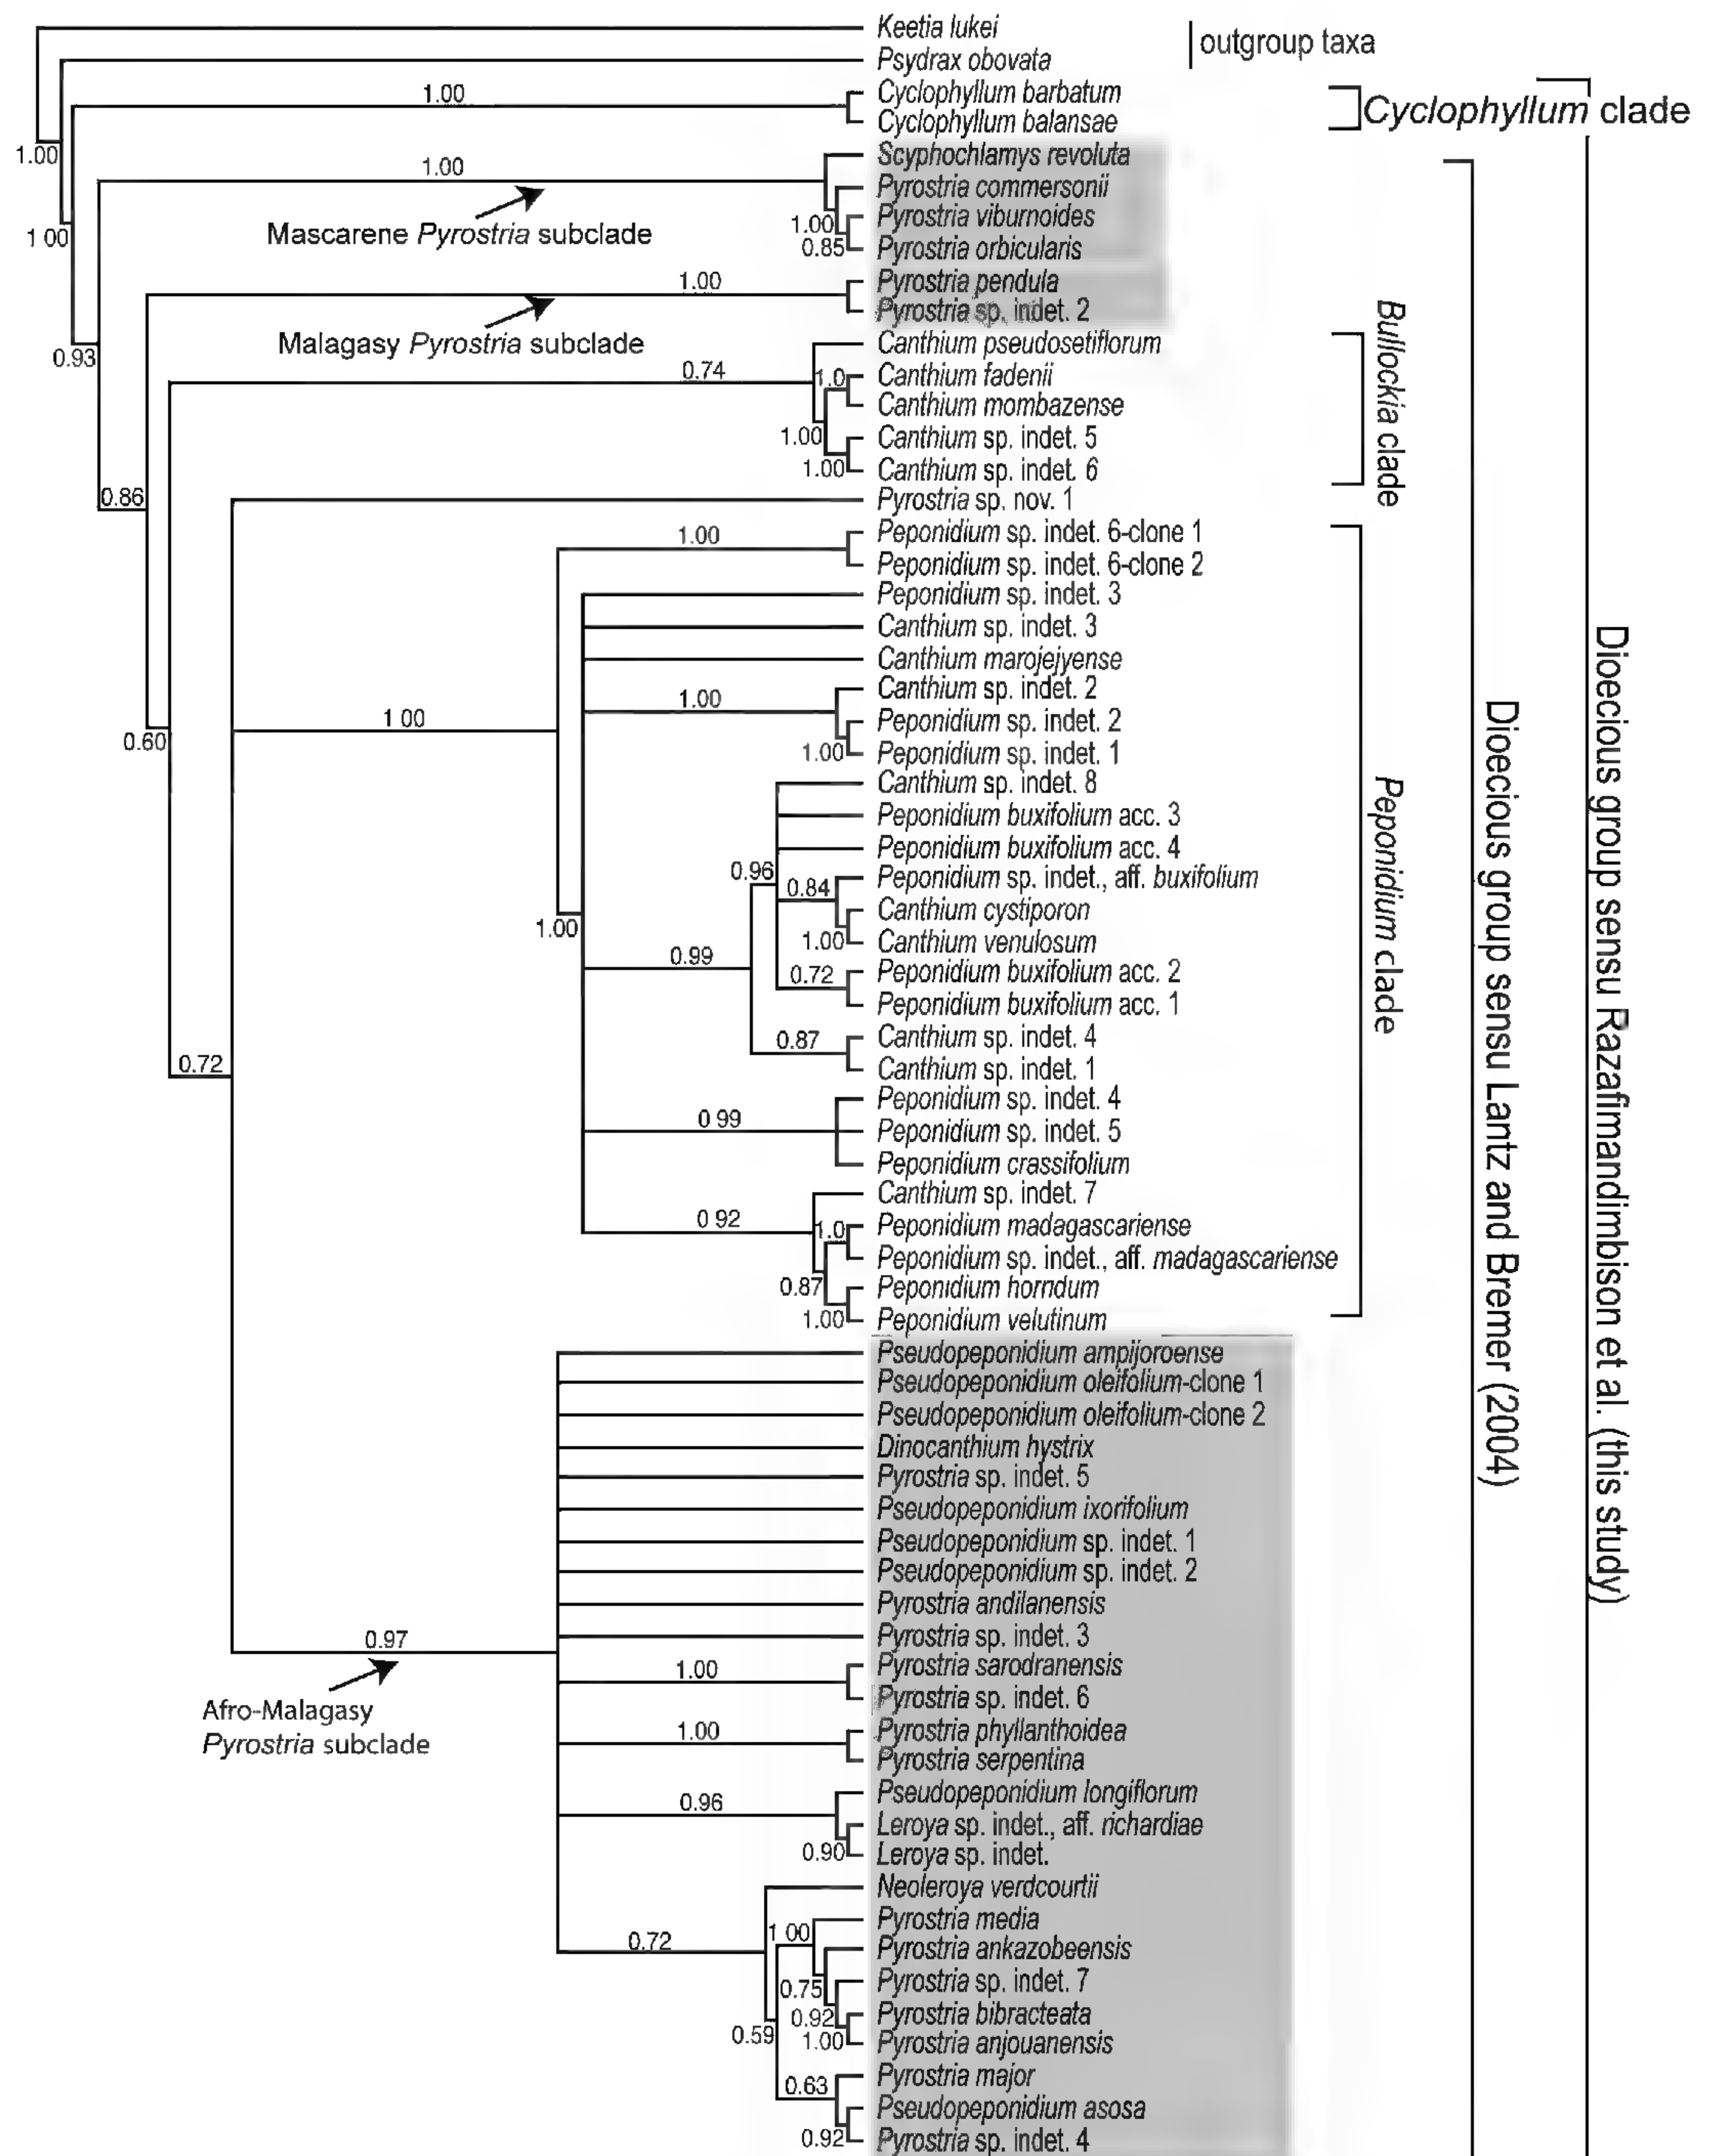 Keetia lukei
Psydrax obovata
outgroup taxa
1.00
Cyclophyllum barbatum
Cyclophyllum balansae
Cyclophyllum clade
1.00
1.00
Scyphochlamys revoluta
Pyrostria commersonii
Pyrostria viburnoides
Pyrostria orbicularis
1.00
0.85
Mascarene Pyrostria subclade
1 00
1.00
Pyrostria pendula
Pyrostria sp. indet. 2
Malagasy Pyrostria subclade
0.93
0.74
Canthium pseudosetiflorum
1.0
Canthium fadenii
Canthium mombazense
1.00
Canthium sp. indet. 5
1.00
Canthium sp. indet. 6
Bullockia clade
0.86
Pyrostria sp. nov. 1
1.00
Peponidium sp. indet. 6-clone 1
Peponidium sp. indet. 6-clone 2
Peponidium sp. indet. 3
Canthium sp. indet. 3
Canthium marojejyense
1.00
Canthium sp. indet. 2
Peponidium sp. indet. 2
1.00
Peponidium sp. indet. 1
1 00
0.60
Canthium sp. indet. 8
Peponidium buxifolium acc. 3
Peponidium buxifolium acc. 4
0.96
0.84
Peponidium sp. indet., aff. buxifolium
Canthium cystiporon
1.00
Canthium venulosum
1.00
0.99
0.72
Peponidium buxifolium acc. 2
Peponidium buxifolium acc. 1
0.87
Canthium sp. indet. 4
Canthium sp. indet. 1
0.72
Peponidium sp. indet. 4
0 99
Peponidium sp. indet. 5
Peponidium crassifolium
Canthium sp. indet. 7
0 92
1.0
Peponidium madagascariense
Peponidium sp. indet., aff. madagascariense
0.87
Peponidium horridum
1.00
Peponidium velutinum
Peponidium clade
Dioecious group sensu Lantz and Bremer (2004)
Dioecious group sensu Razafimandimbison et al. (this study)
Pseudopeponidium ampijoroense
Pseudopeponidium oleifolium-clone 1
Pseudopeponidium oleifolium-clone 2
Dinocanthium hystrix
Pyrostria sp. indet. 5
Pseudopeponidium ixorifolium
Pseudopeponidium sp. indet. 1
Pseudopeponidium sp. indet. 2
Pyrostria andilanensis
Pyrostria sp. indet. 3
0.97
Afro-Malagasy
Pyrostria subclade
1.00
Pyrostria sarodranensis
Pyrostria sp. indet. 6
1.00
Pyrostria phyllanthoidea
Pyrostria serpentina
0.96
Pseudopeponidium longiflorum
Leroya sp. indet., aff. richardiae
0.90
Leroya sp. indet.
Neoleroya verdcourtii
0.72
1 00
Pyrostria media
Pyrostria ankazobeensis
0.75
Pyrostria sp. indet. 7
0.92
Pyrostria bibracteata
1.00
Pyrostria anjouanensis
0.59
0.63
Pyrostria major
Pseudopeponidium asosa
0.92
Pyrostria sp. indet. 4